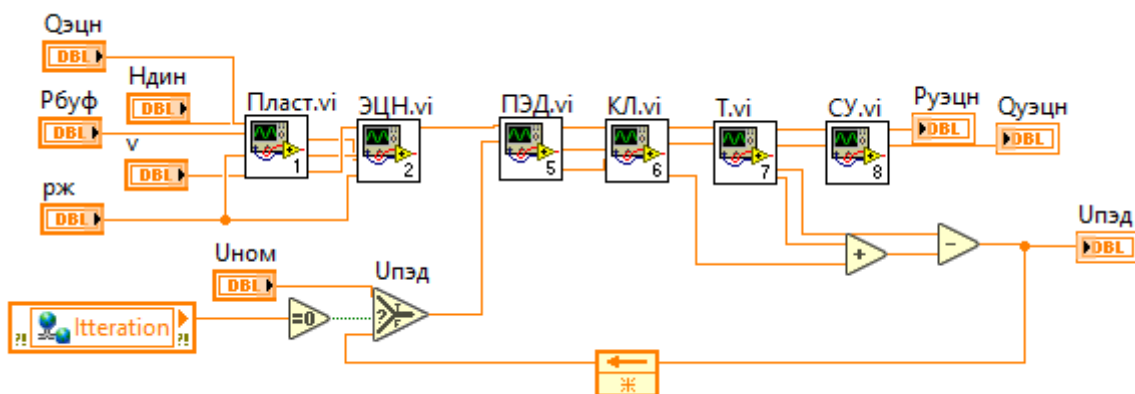 Qэцн
DBL
Hдин
DBL
Pбуф
DBL
v
DBL
рж
DBL
Пласт.vi
1
ЭЦН.vi
2
ПЭД.vi
5
КЛ.vi
6
Т.vi
7
СУ.vi
8
Pуэцн
DBL
Qуэцн
DBL
+
−
Uпэд
DBL
Uном
DBL
Uпэд
?!
Itteration
?!
=0
?
T
F